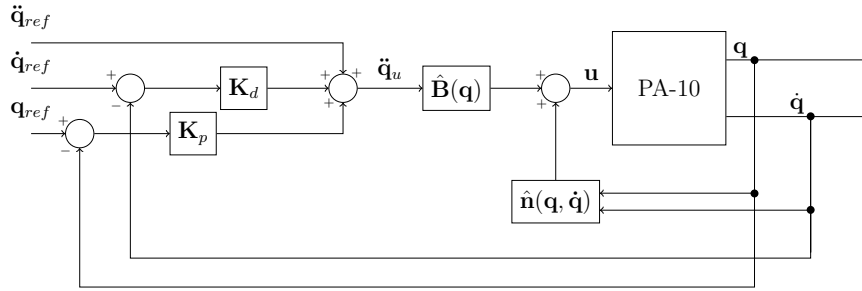 q̈_ref
q̇_ref
q_ref
+
−
+
−
K_d
K_p
+
+
+
q̈_u
B̂(q)
+
+
u
PA-10
q
q̇
n̂(q, q̇)